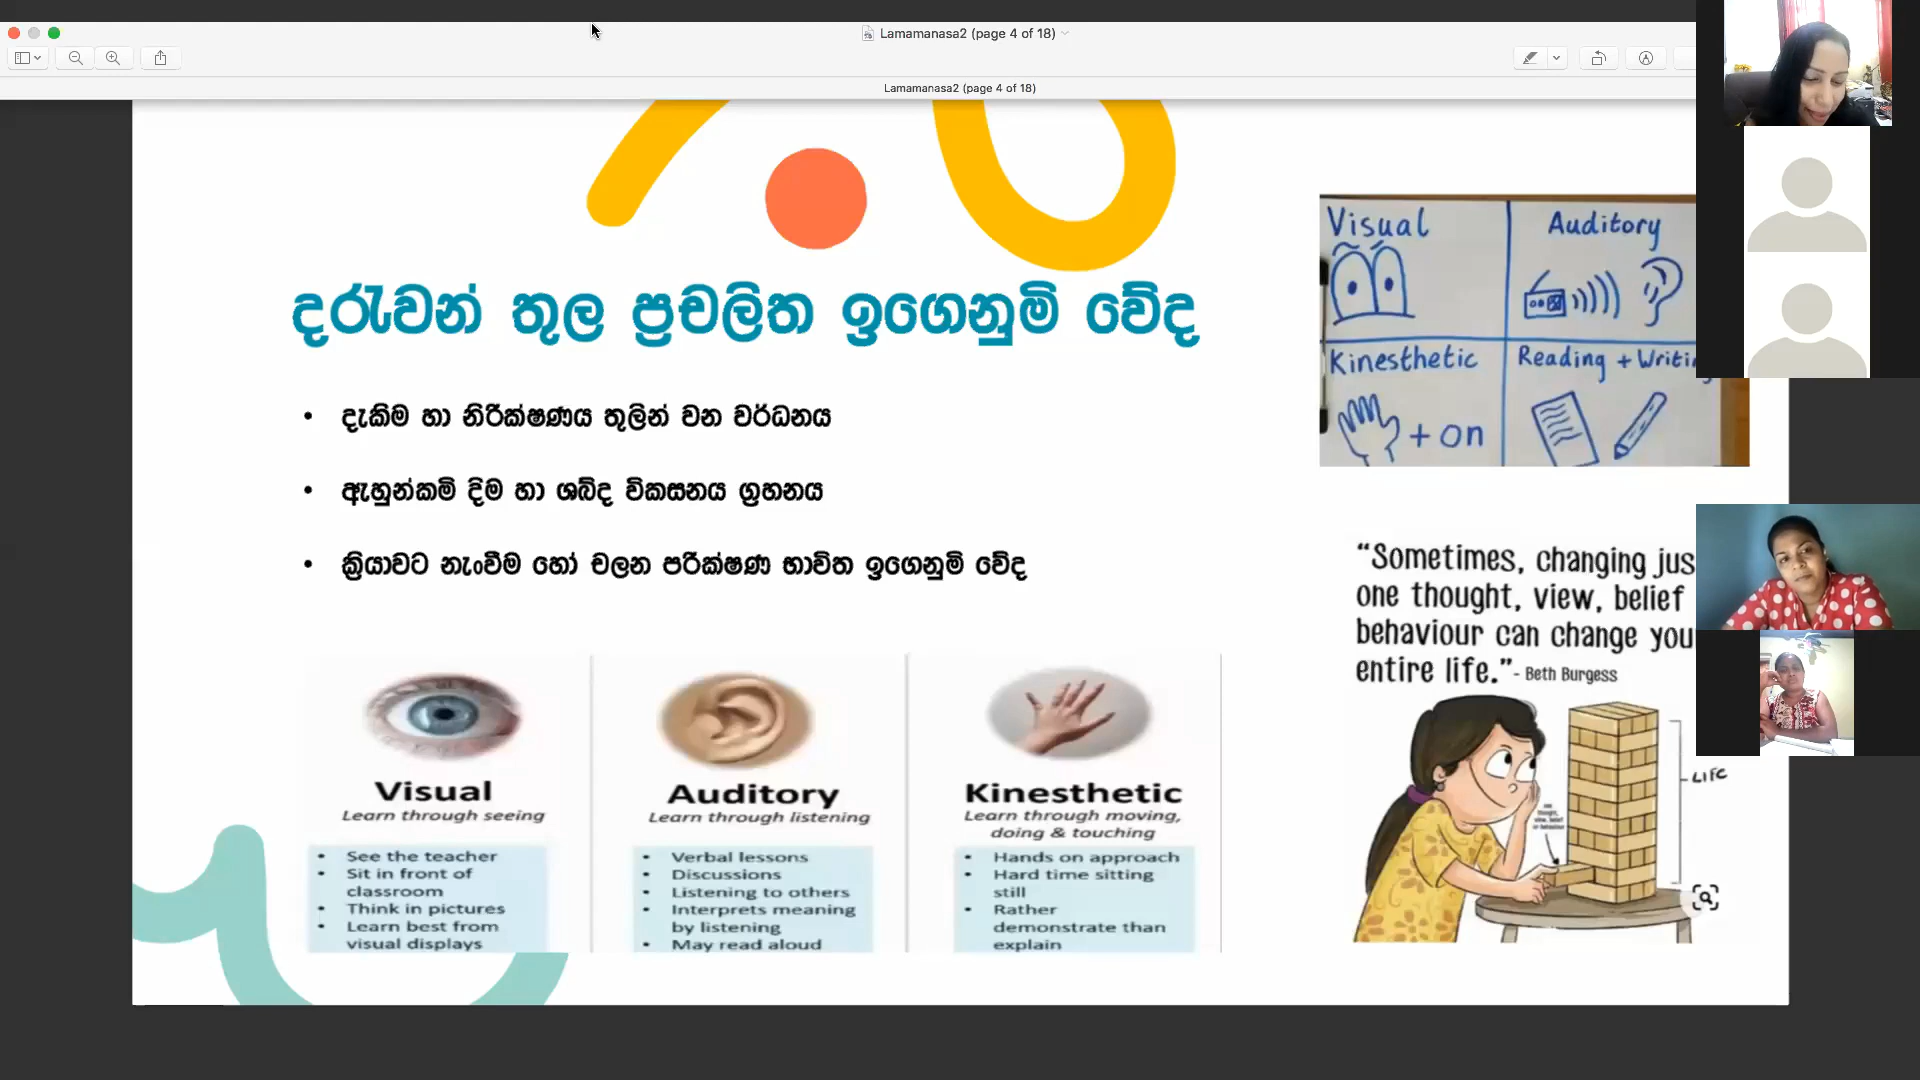 Lamamanasa2 (page 4 of 18)
Lamamanasa2 (page 4 of 18)
දරුවන් තුල ප්‍රචලිත ඉගෙනුම් වේද
• දැකිම හා නිරික්ෂණය තුලින් වන වර්ධනය
• ඇහුන්කම් දිම හා ශබ්ද විකසනය ග්‍රහනය
• ක්‍රියාවට නැංවීම හෝ චලන පරික්ෂණ භාවිත ඉගෙනුම් වේද
Visual
Auditory
Kinesthetic
Reading + Writi
+ on
“Sometimes, changing jus
one thought, view, belief
behaviour can change you
entire life.” - Beth Burgess
LIFE
Visual
Learn through seeing
• See the teacher
• Sit in front of
classroom
• Think in pictures
• Learn best from
visual displays
Auditory
Learn through listening
• Verbal lessons
• Discussions
• Listening to others
• Interprets meaning
by listening
• May read aloud
Kinesthetic
Learn through moving,
doing & touching
• Hands on approach
• Hard time sitting
still
• Rather
demonstrate than
explain